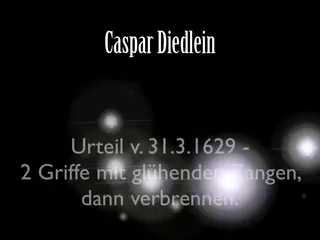 Caspar Diedlein
Urteil v. 31.3.1629 -
2 Griffe mit glühenden Zangen,
dann verbrennen.